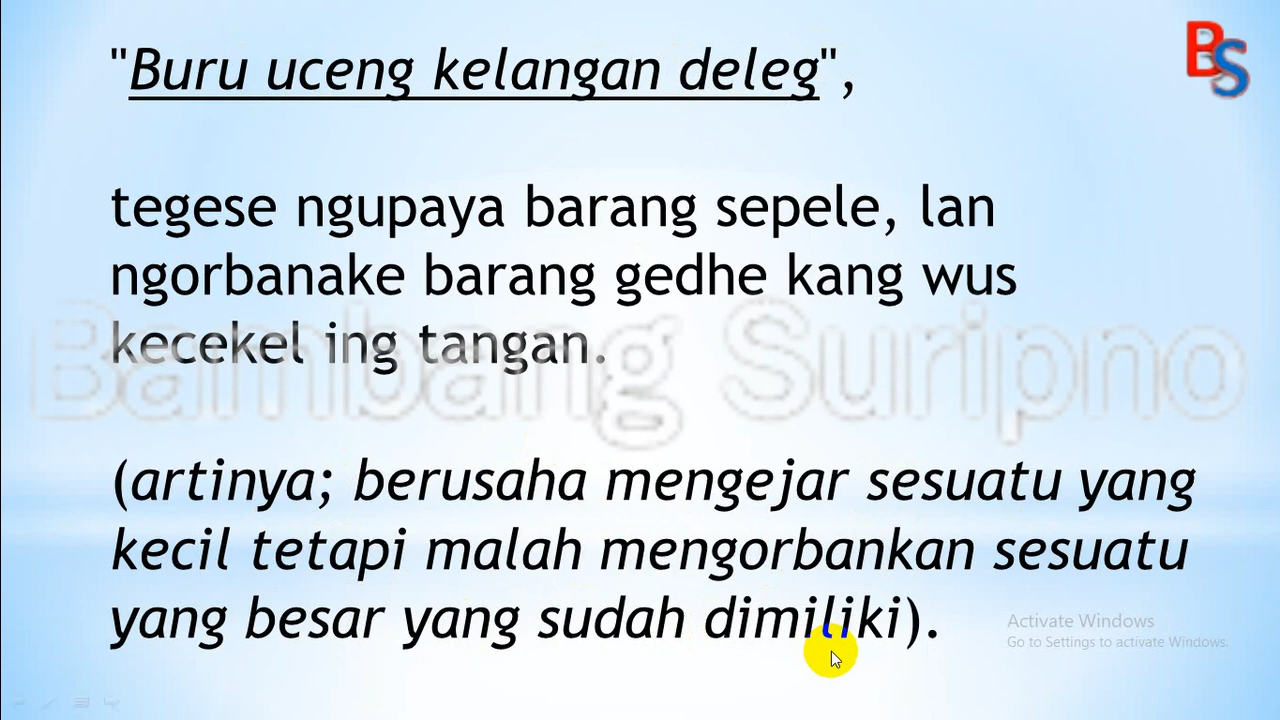 "Buru uceng kelangan deleg",
tegese ngupaya barang sepele, lan
ngorbanake barang gedhe kang wus
kecekel ing tangan.
Bambang Suripno
(artinya; berusaha mengejar sesuatu yang
kecil tetapi malah mengorbankan sesuatu
yang besar yang sudah dimiliki).
BS
Activate Windows
Go to Settings to activate Windows.